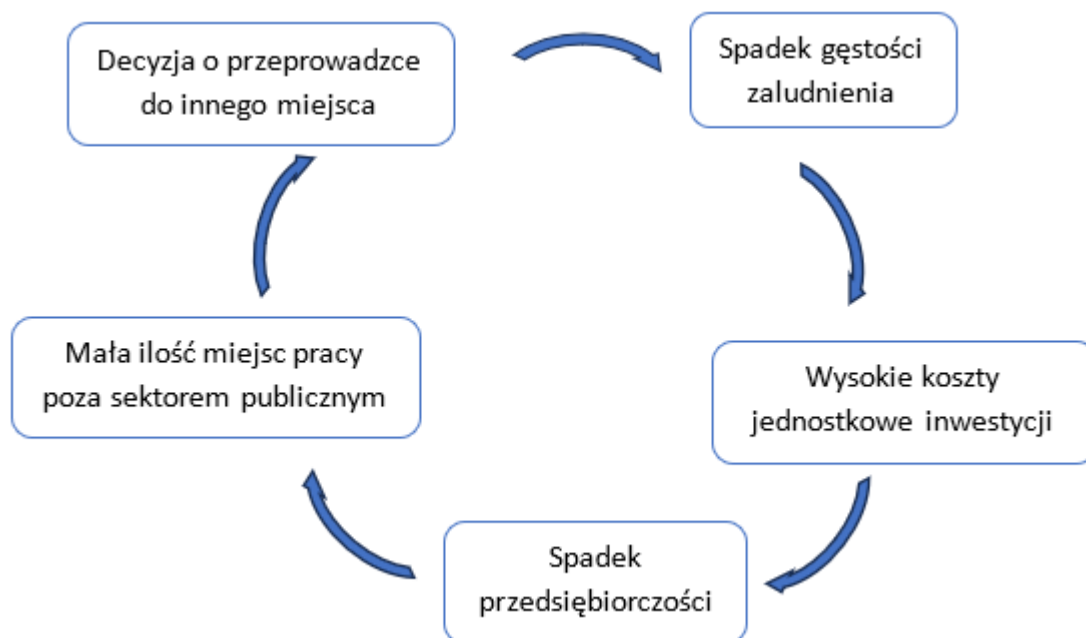 Decyzja o przeprowadzce
do innego miejsca
Spadek gęstości
zaludnienia
Wysokie koszty
jednostkowe inwestycji
Spadek
przedsiębiorczości
Mała ilość miejsc pracy
poza sektorem publicznym